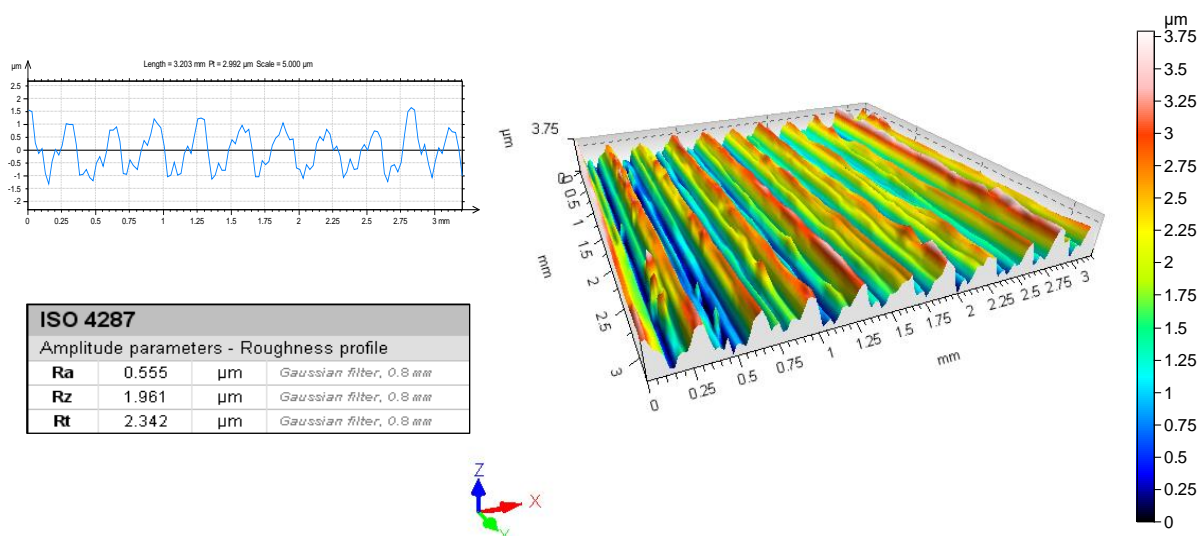 Length = 3.203 mm Pt = 2.992 µm Scale = 5.000 µm
µm
2.5
2
1.5
1
0.5
0
-0.5
-1
-1.5
-2
0 0.25 0.5 0.75 1 1.25 1.5 1.75 2 2.25 2.5 2.75 3 mm
ISO 4287
Amplitude parameters - Roughness profile
Ra 0.555 µm Gaussian filter, 0.8 mm
Rz 1.961 µm Gaussian filter, 0.8 mm
Rt 2.342 µm Gaussian filter, 0.8 mm
µm
3.75
0
0 0.5 1 1.5 2 2.5 3
mm
0 0.25 0.5 0.75 1 1.25 1.5 1.75 2 2.25 2.5 2.75 3
mm
Z
X
Y
µm
3.75
3.5
3.25
3
2.75
2.5
2.25
2
1.75
1.5
1.25
1
0.75
0.5
0.25
0